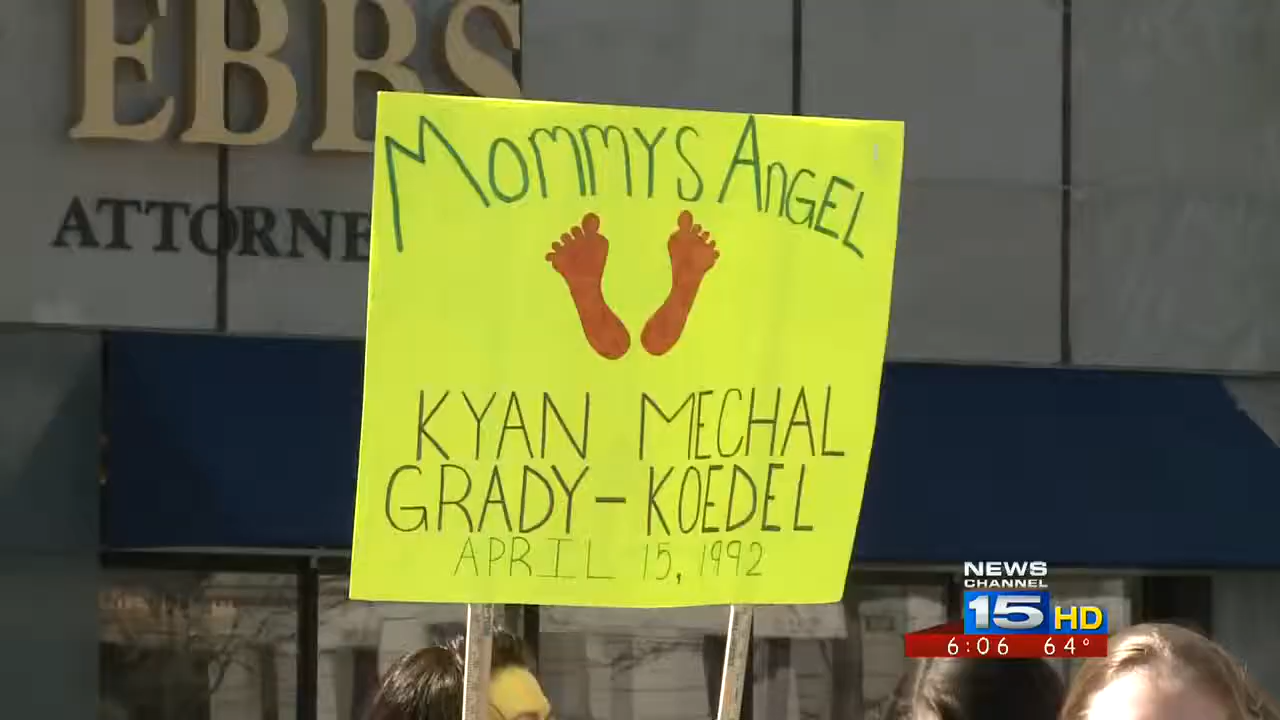 EBBS
ATTORNE
MOMMYS ANGEL
KYAN MECHAL
GRADY-KOEDEL
APRIL 15, 1992
NEWS
CHANNEL
15 HD
6:06 64°